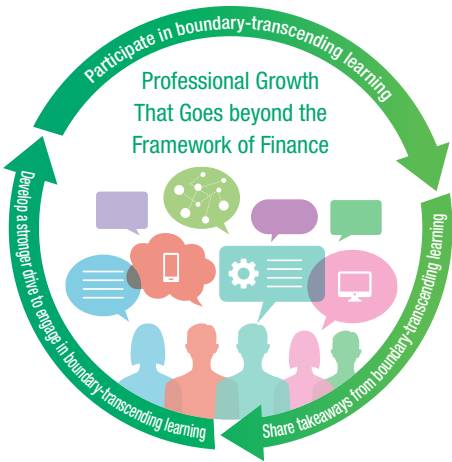 Participate in boundary-transcending learning
Professional Growth
That Goes beyond the
Framework of Finance
Share takeaways from boundary-transcending learning
Develop a stronger drive to engage in boundary-transcending learning